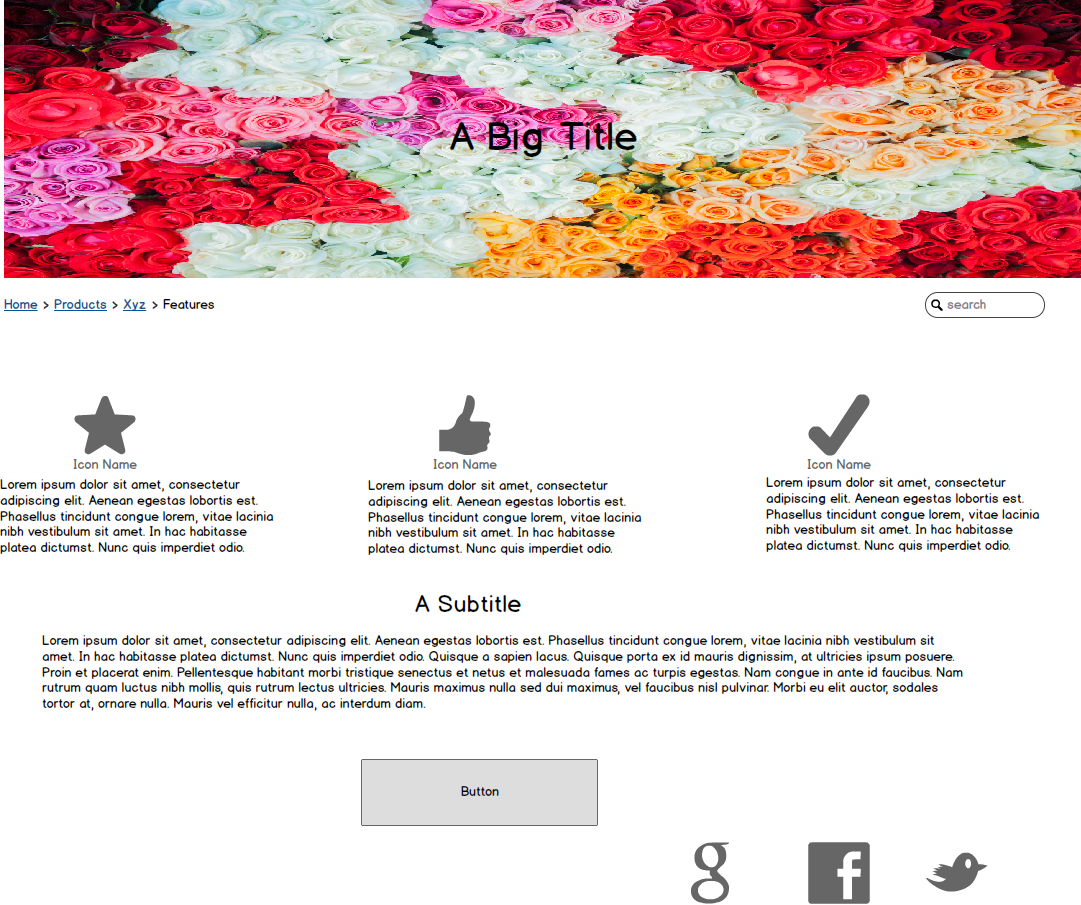 A Big Title
Home > Products > Xyz > Features
search
Icon Name
Lorem ipsum dolor sit amet, consectetur
adipiscing elit. Aenean egestas lobortis est.
Phasellus tincidunt congue lorem, vitae lacinia
nibh vestibulum sit amet. In hac habitasse
platea dictumst. Nunc quis imperdiet odio.
Icon Name
Lorem ipsum dolor sit amet, consectetur
adipiscing elit. Aenean egestas lobortis est.
Phasellus tincidunt congue lorem, vitae lacinia
nibh vestibulum sit amet. In hac habitasse
platea dictumst. Nunc quis imperdiet odio.
Icon Name
Lorem ipsum dolor sit amet, consectetur
adipiscing elit. Aenean egestas lobortis est.
Phasellus tincidunt congue lorem, vitae lacinia
nibh vestibulum sit amet. In hac habitasse
platea dictumst. Nunc quis imperdiet odio.
A Subtitle
Lorem ipsum dolor sit amet, consectetur adipiscing elit. Aenean egestas lobortis est. Phasellus tincidunt congue lorem, vitae lacinia nibh vestibulum sit
amet. In hac habitasse platea dictumst. Nunc quis imperdiet odio. Quisque a sapien lacus. Quisque porta ex id mauris dignissim, at ultricies ipsum posuere.
Proin et placerat enim. Pellentesque habitant morbi tristique senectus et netus et malesuada fames ac turpis egestas. Nam congue in ante id faucibus. Nam
rutrum quam luctus nibh mollis, quis rutrum lectus ultricies. Mauris maximus nulla sed dui maximus, vel faucibus nisl pulvinar. Morbi eu elit auctor, sodales
tortor at, ornare nulla. Mauris vel efficitur nulla, ac interdum diam.
Button
g f